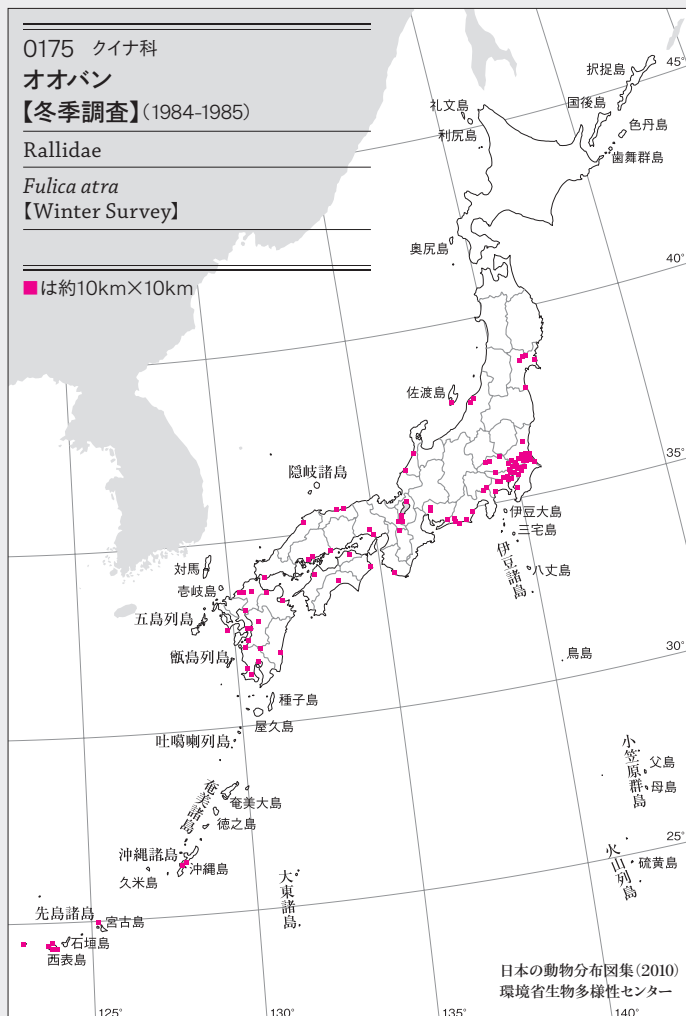 0175 クイナ科
オオバン
【冬季調査】(1984-1985)
Rallidae
Fulica atra
【Winter Survey】
■は約10km×10km
45°
択捉島
礼文島
国後島
利尻島
色丹島
歯舞群島
奥尻島
40°
佐渡島
35°
隠岐諸島
伊豆大島
三宅島
伊豆諸島
八丈島
対馬
壱岐島
五島列島
甑島列島
鳥島
30°
種子島
屋久島
吐噶喇列島
小笠原群島
父島
母島
奄美諸島
奄美大島
徳之島
25°
沖縄諸島
沖縄島
久米島
大東諸島
火山列島
硫黄島
先島諸島
宮古島
石垣島
西表島
日本の動物分布図集(2010)
環境省生物多様性センター
125°
130°
135°
140°